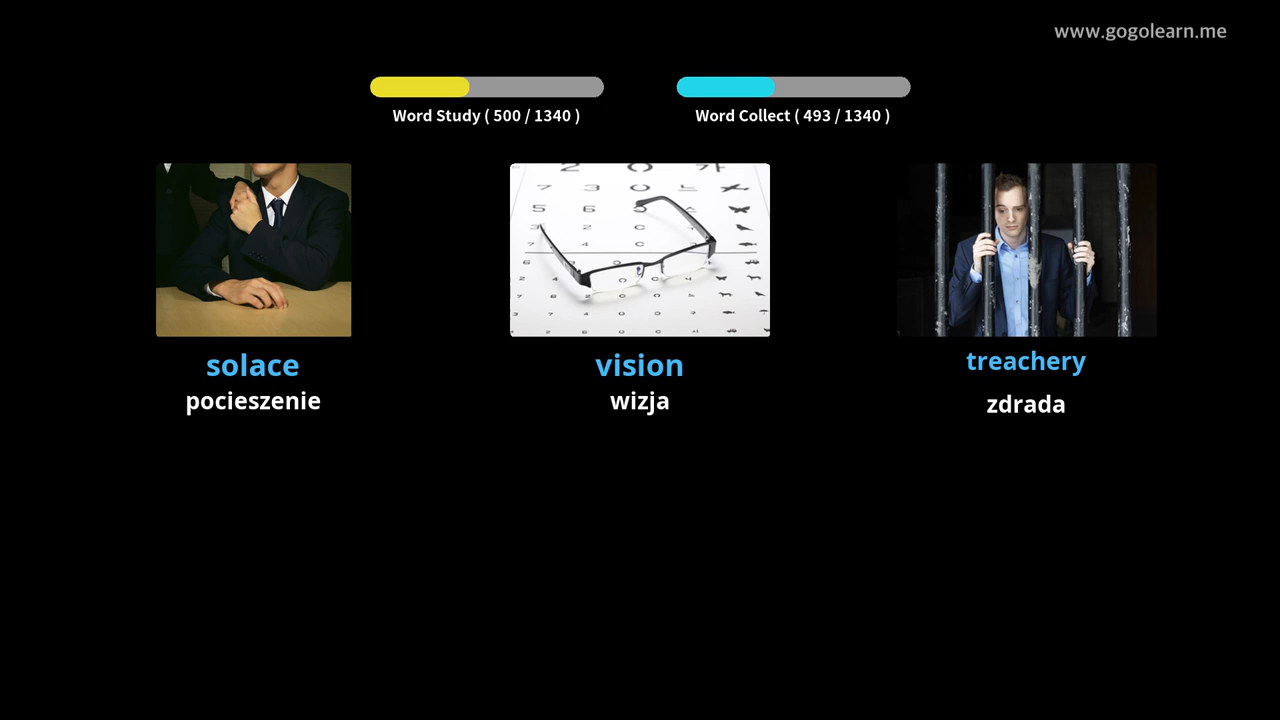 www.gogolearn.me
Word Study ( 500 / 1340 )
Word Collect ( 493 / 1340 )
solace
pocieszenie
vision
wizja
treachery
zdrada